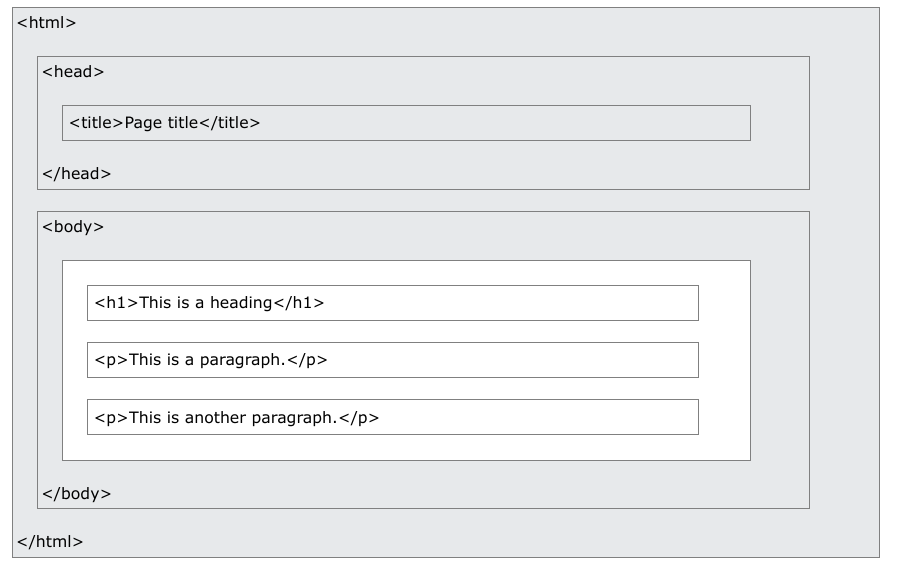 <html>
<head>
<title>Page title</title>
</head>
<body>
<h1>This is a heading</h1>
<p>This is a paragraph.</p>
<p>This is another paragraph.</p>
</body>
</html>